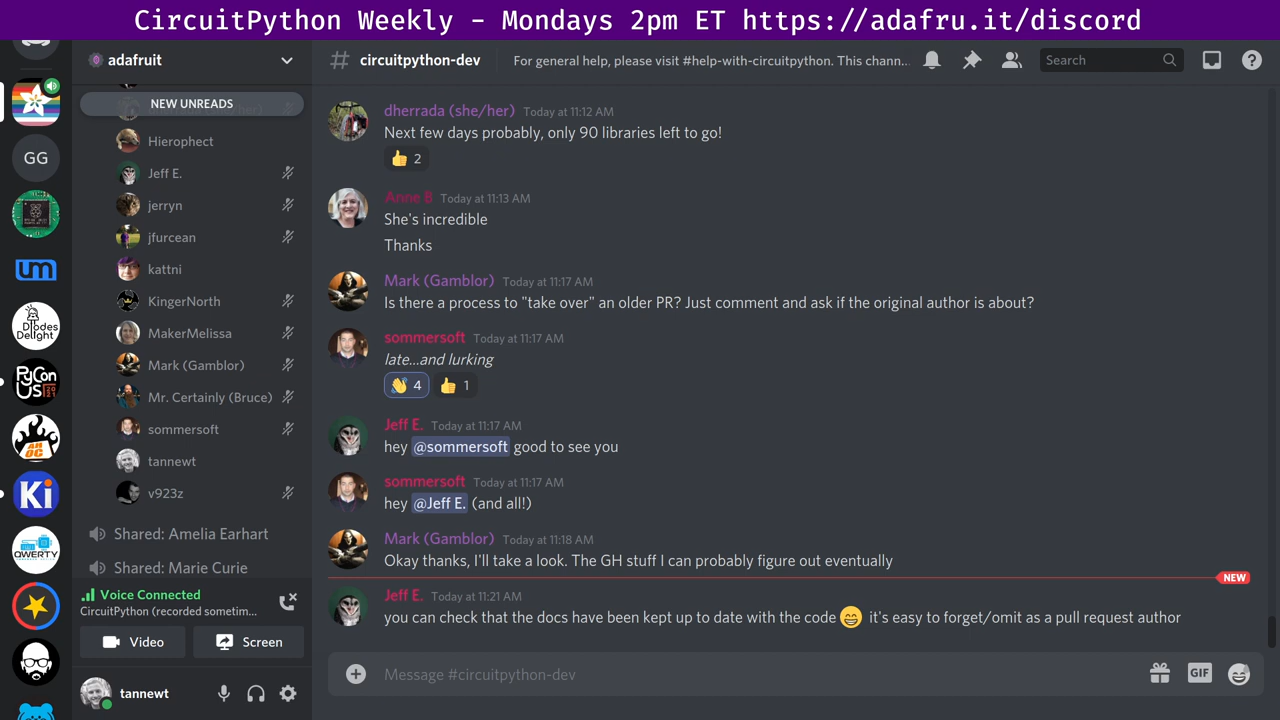 CircuitPython Weekly - Mondays 2pm ET https://adafru.it/discord
adafruit
# circuitpython-dev
For general help, please visit #help-with-circuitpython. This chann...
Search
NEW UNREADS
Hierophect
Jeff E.
jerryn
jfurcean
kattni
KingerNorth
MakerMelissa
Mark (Gamblor)
Mr. Certainly (Bruce)
sommersoft
tannewt
v923z
Shared: Amelia Earhart
Shared: Marie Curie
Voice Connected
CircuitPython (recorded sometim...
Video
Screen
tannewt
GG
um
Diodes Delight
PyCon US 2021
Ki
QWERTY
dherrada (she/her) Today at 11:12 AM
Next few days probably, only 90 libraries left to go!
👍 2
Anne B Today at 11:13 AM
She's incredible
Thanks
Mark (Gamblor) Today at 11:17 AM
Is there a process to "take over" an older PR? Just comment and ask if the original author is about?
sommersoft Today at 11:17 AM
late...and lurking
👋 4 👍 1
Jeff E. Today at 11:17 AM
hey @sommersoft good to see you
sommersoft Today at 11:17 AM
hey @Jeff E. (and all!)
Mark (Gamblor) Today at 11:18 AM
Okay thanks, I'll take a look. The GH stuff I can probably figure out eventually
NEW
Jeff E. Today at 11:21 AM
you can check that the docs have been kept up to date with the code 😄 it's easy to forget/omit as a pull request author
Message #circuitpython-dev
GIF